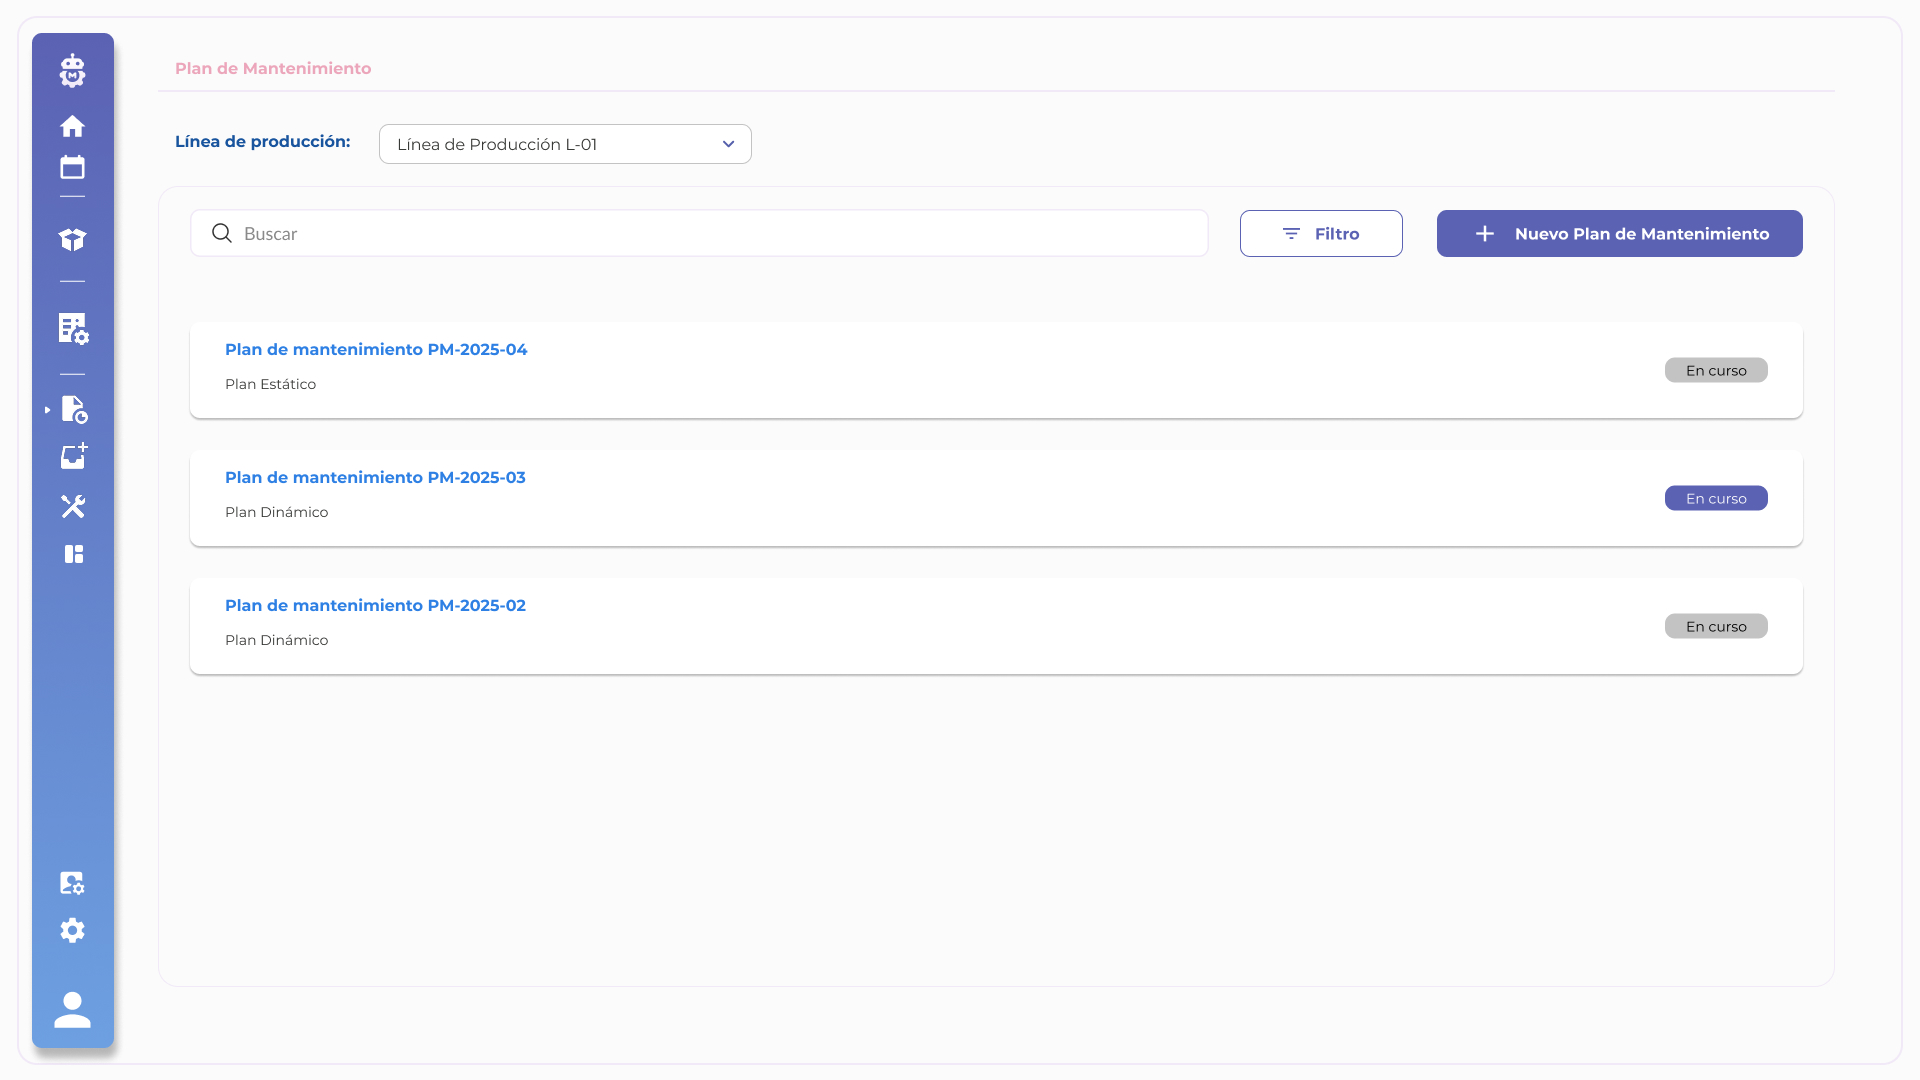 Plan de Mantenimiento
Línea de producción:
Línea de Producción L-01
Buscar
Filtro
Nuevo Plan de Mantenimiento
Plan de mantenimiento PM-2025-04
Plan Estático
En curso
Plan de mantenimiento PM-2025-03
Plan Dinámico
En curso
Plan de mantenimiento PM-2025-02
Plan Dinámico
En curso